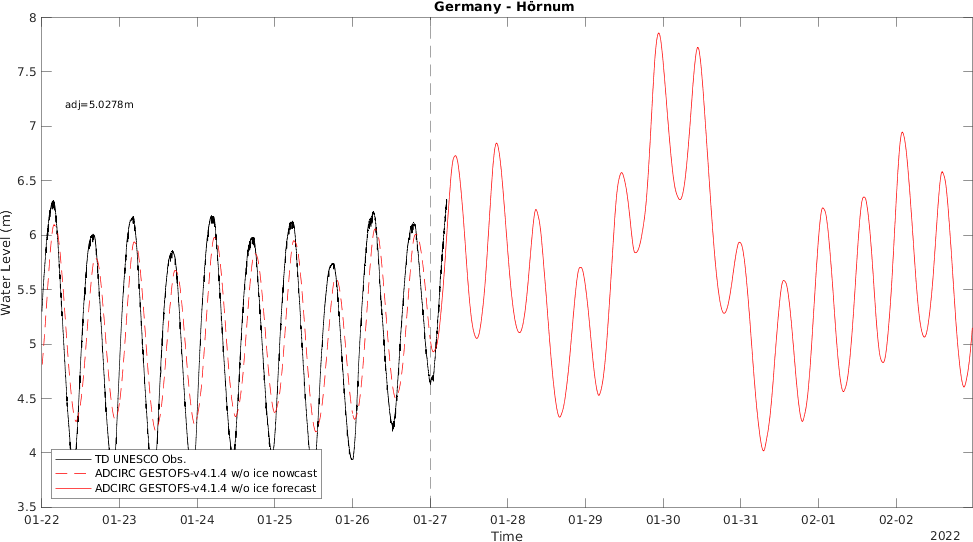 Germany - Hörnum
8
7.5
7
6.5
6
5.5
5
4.5
4
3.5
Water Level (m)
adj=5.0278m
TD UNESCO Obs.
ADCIRC GESTOFS-v4.1.4 w/o ice nowcast
ADCIRC GESTOFS-v4.1.4 w/o ice forecast
01-22 01-23 01-24 01-25 01-26 01-27 01-28 01-29 01-30 01-31 02-01 02-02
Time
2022